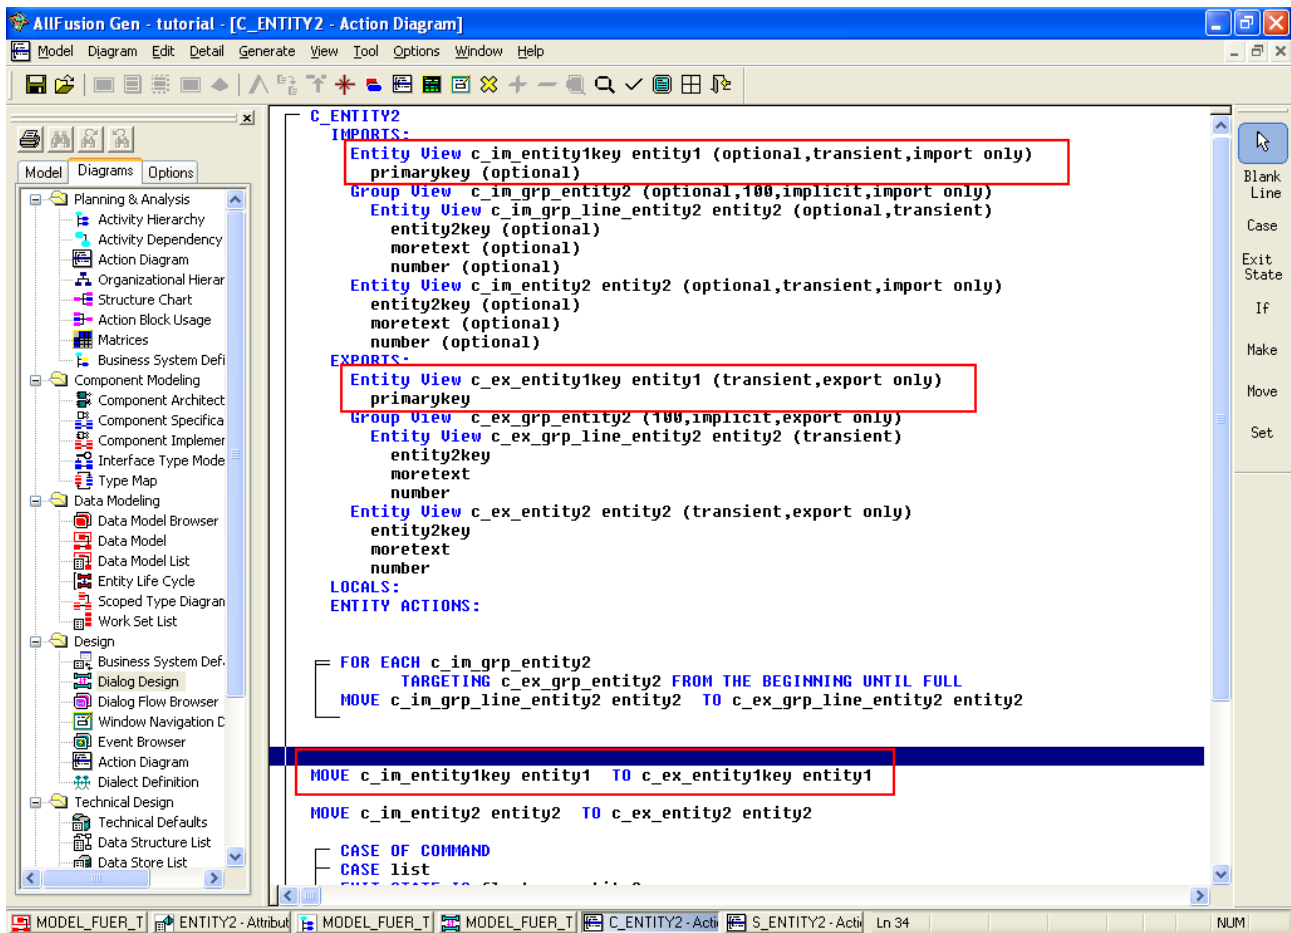 AllFusion Gen - tutorial - [C_ENTITY2 - Action Diagram]
Model Diagram Edit Detail Generate View Tool Options Window Help
Model Diagrams Options
Planning & Analysis
Activity Hierarchy
Activity Dependency
Action Diagram
Organizational Hierar
Structure Chart
Action Block Usage
Matrices
Business System Defi
Component Modeling
Component Architect
Component Specifica
Component Implemer
Interface Type Mode
Type Map
Data Modeling
Data Model Browser
Data Model
Data Model List
Entity Life Cycle
Scoped Type Diagran
Work Set List
Design
Business System Def.
Dialog Design
Dialog Flow Browser
Window Navigation D
Event Browser
Action Diagram
Dialect Definition
Technical Design
Technical Defaults
Data Structure List
Data Store List
C_ENTITY2
IMPORTS:
Entity View c_im_entity1key entity1 (optional,transient,import only)
primarykey (optional)
Group View c_im_grp_entity2 (optional,100,implicit,import only)
Entity View c_im_grp_line_entity2 entity2 (optional,transient)
entity2key (optional)
moretext (optional)
number (optional)
Entity View c_im_entity2 entity2 (optional,transient,import only)
entity2key (optional)
moretext (optional)
number (optional)
EXPORTS:
Entity View c_ex_entity1key entity1 (transient,export only)
primarykey
Group View c_ex_grp_entity2 (100,implicit,export only)
Entity View c_ex_grp_line_entity2 entity2 (transient)
entity2key
moretext
number
Entity View c_ex_entity2 entity2 (transient,export only)
entity2key
moretext
number
LOCALS:
ENTITY ACTIONS:
FOR EACH c_im_grp_entity2
TARGETING c_ex_grp_entity2 FROM THE BEGINNING UNTIL FULL
MOVE c_im_grp_line_entity2 entity2 TO c_ex_grp_line_entity2 entity2
MOVE c_im_entity1key entity1 TO c_ex_entity1key entity1
MOVE c_im_entity2 entity2 TO c_ex_entity2 entity2
CASE OF COMMAND
CASE list
Blank
Line
Case
Exit
State
If
Make
Move
Set
MODEL_FUER_T ENTITY2 - Attribut MODEL_FUER_T MODEL_FUER_T C_ENTITY2 - Acti S_ENTITY2 - Acti Ln 34 NUM